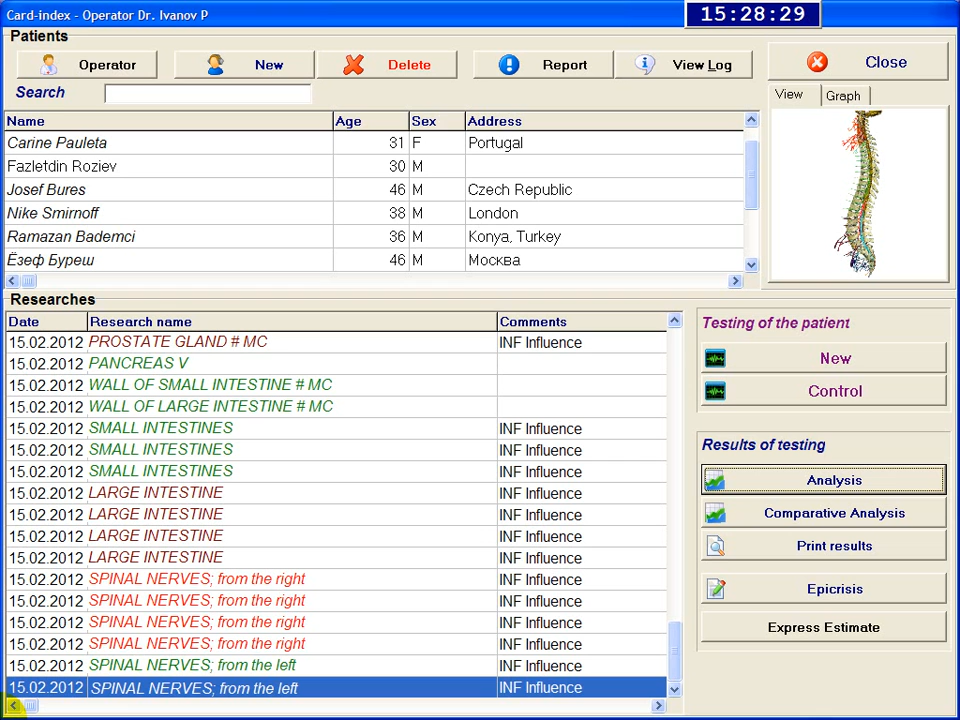 Card-index - Operator Dr. Ivanov P
15:28:29
Patients
Operator New Delete Report View Log Close
Search
View Graph
Name Age Sex Address
Carine Pauleta 31 F Portugal
Fazletdin Roziev 30 M
Josef Bures 46 M Czech Republic
Nike Smirnoff 38 M London
Ramazan Bademci 36 M Konya, Turkey
Ёзеф Буреш 46 M Москва
Researches
Date Research name Comments
15.02.2012 PROSTATE GLAND # MC INF Influence
15.02.2012 PANCREAS V
15.02.2012 WALL OF SMALL INTESTINE # MC
15.02.2012 WALL OF LARGE INTESTINE # MC
15.02.2012 SMALL INTESTINES INF Influence
15.02.2012 SMALL INTESTINES INF Influence
15.02.2012 SMALL INTESTINES INF Influence
15.02.2012 LARGE INTESTINE INF Influence
15.02.2012 LARGE INTESTINE INF Influence
15.02.2012 LARGE INTESTINE INF Influence
15.02.2012 LARGE INTESTINE INF Influence
15.02.2012 SPINAL NERVES; from the right INF Influence
15.02.2012 SPINAL NERVES; from the right INF Influence
15.02.2012 SPINAL NERVES; from the right INF Influence
15.02.2012 SPINAL NERVES; from the right INF Influence
15.02.2012 SPINAL NERVES; from the left INF Influence
15.02.2012 SPINAL NERVES; from the left INF Influence
Testing of the patient
New
Control
Results of testing
Analysis
Comparative Analysis
Print results
Epicrisis
Express Estimate